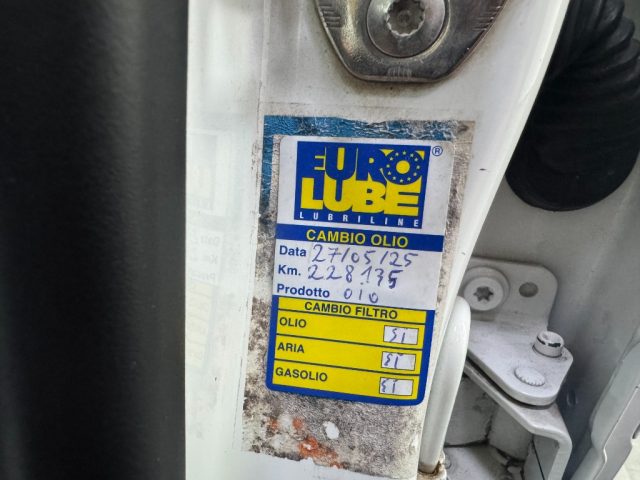 EURO
LUBE
®
LUBRILINE
CAMBIO OLIO
Data 27/05/25
Km. 228.135
Prodotto 010
CAMBIO FILTRO
OLIO SI
ARIA SI
GASOLIO SI